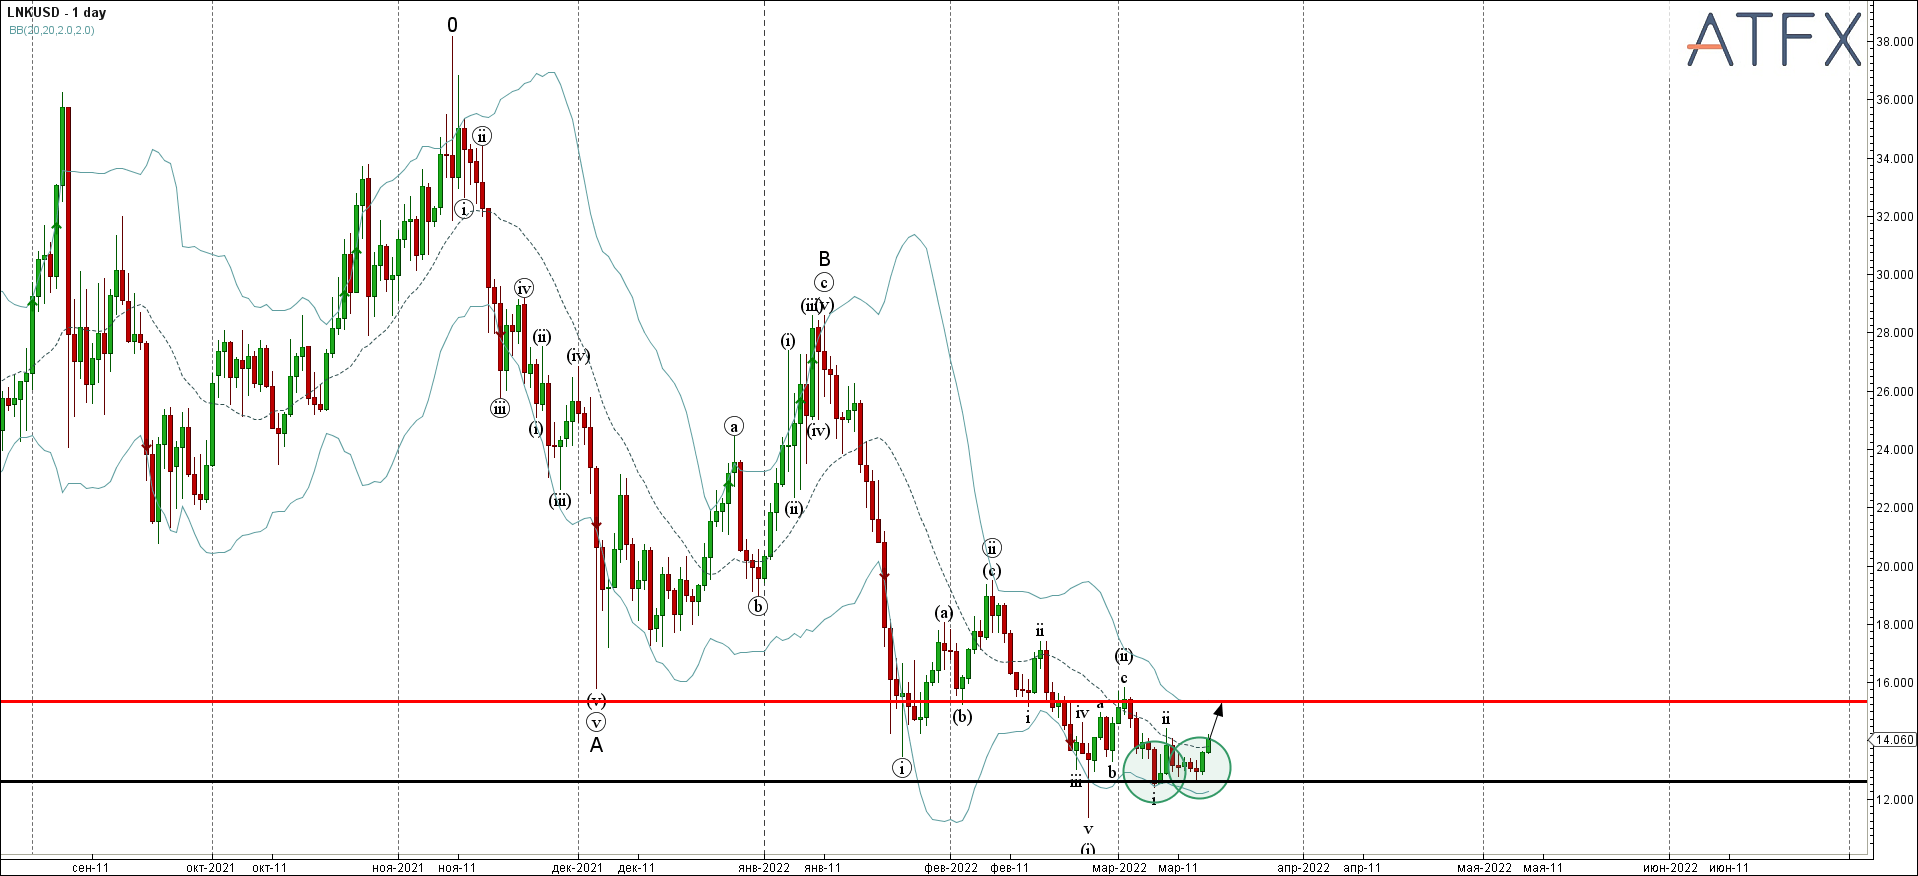 LNKUSD - 1 day
BB(20,20,2.0,2.0)
ATFX
0
ii
i
iv
iii
(ii)
(i)
(iv)
(iii)
(v)
v
A
a
b
B
c
(iii)
(v)
(i)
(iv)
(ii)
i
(a)
(b)
ii
(c)
i
ii
iv
iii
v
(i)
a
b
(ii)
c
i
ii
38.000
36.000
34.000
32.000
30.000
28.000
26.000
24.000
22.000
20.000
18.000
16.000
14.060
12.000
сен-11
окт-2021
окт-11
ноя-2021
ноя-11
дек-2021
дек-11
янв-2022
янв-11
фев-2022
фев-11
мар-2022
мар-11
апр-2022
апр-11
мая-2022
мая-11
июн-2022
июн-11